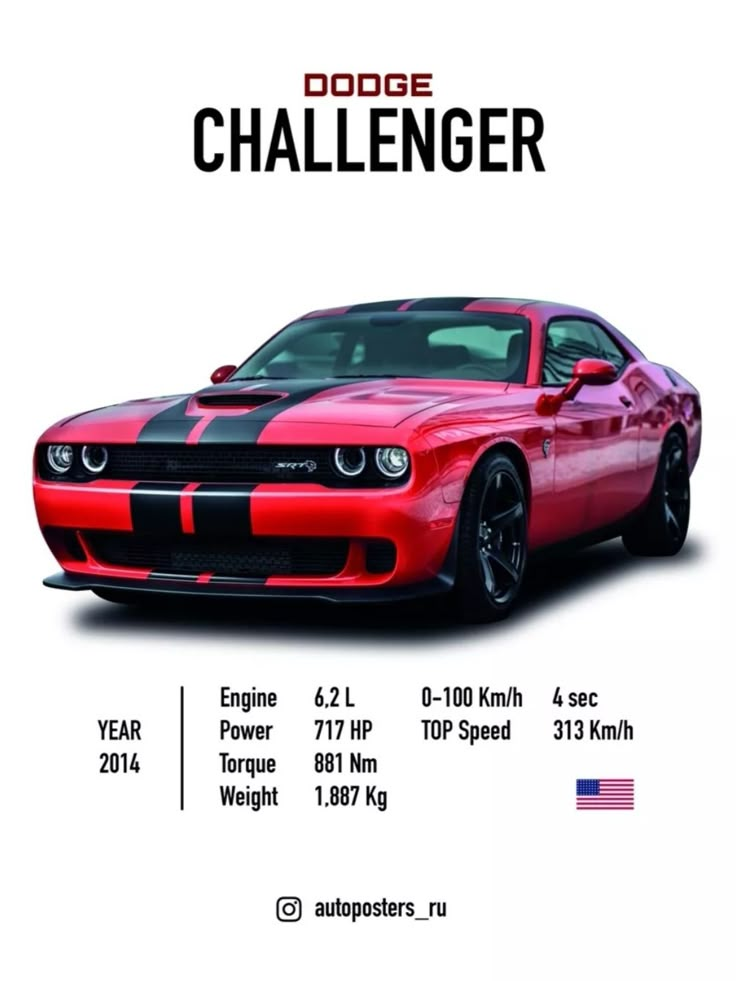 DODGE
CHALLENGER
SRT
YEAR
2014
Engine 6,2 L
Power 717 HP
Torque 881 Nm
Weight 1,887 Kg
0-100 Km/h 4 sec
TOP Speed 313 Km/h
autoposters_ru